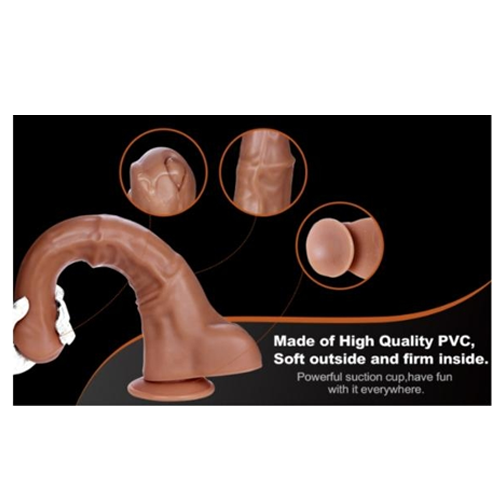 Made of High Quality PVC,
Soft outside and firm inside.
Powerful suction cup,have fun
with it everywhere.